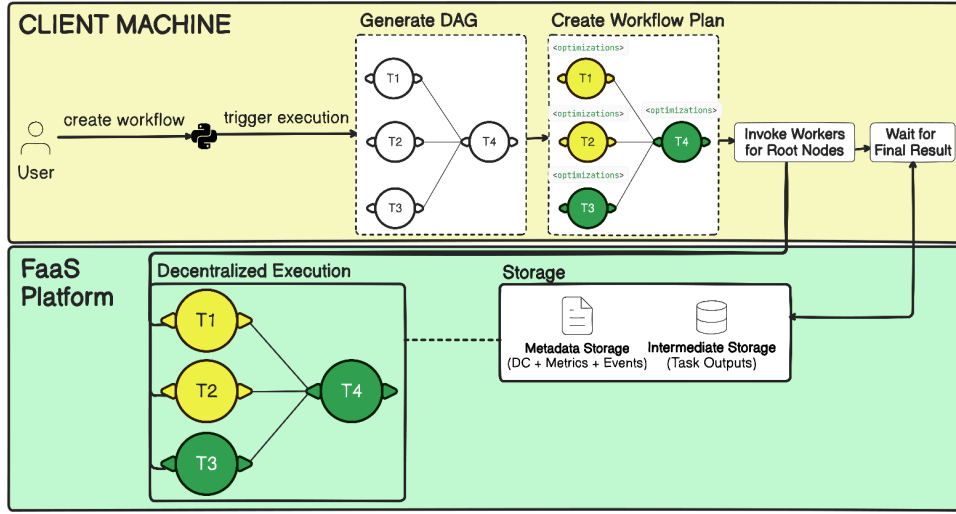 CLIENT MACHINE
Generate DAG
Create Workflow Plan
<optimizations>
T1
T1
create workflow
trigger execution
<optimizations>
<optimizations>
T2
T4
T2
T4
Invoke Workers
for Root Nodes
Wait for
Final Result
User
<optimizations>
T3
T3
FaaS
Platform
Decentralized Execution
Storage
T1
T2
T4
T3
Metadata Storage
(DC + Metrics + Events)
Intermediate Storage
(Task Outputs)